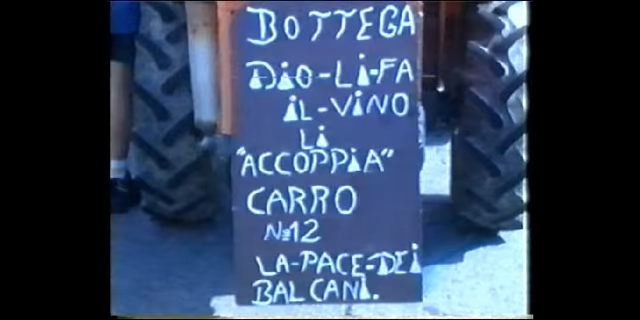 BOTTEGA
DiO-Li-FA
iL-ViNO
Li
"ACCOPPiA"
CARRO
Nº12
LA-PACE-DEi
BALCANi.